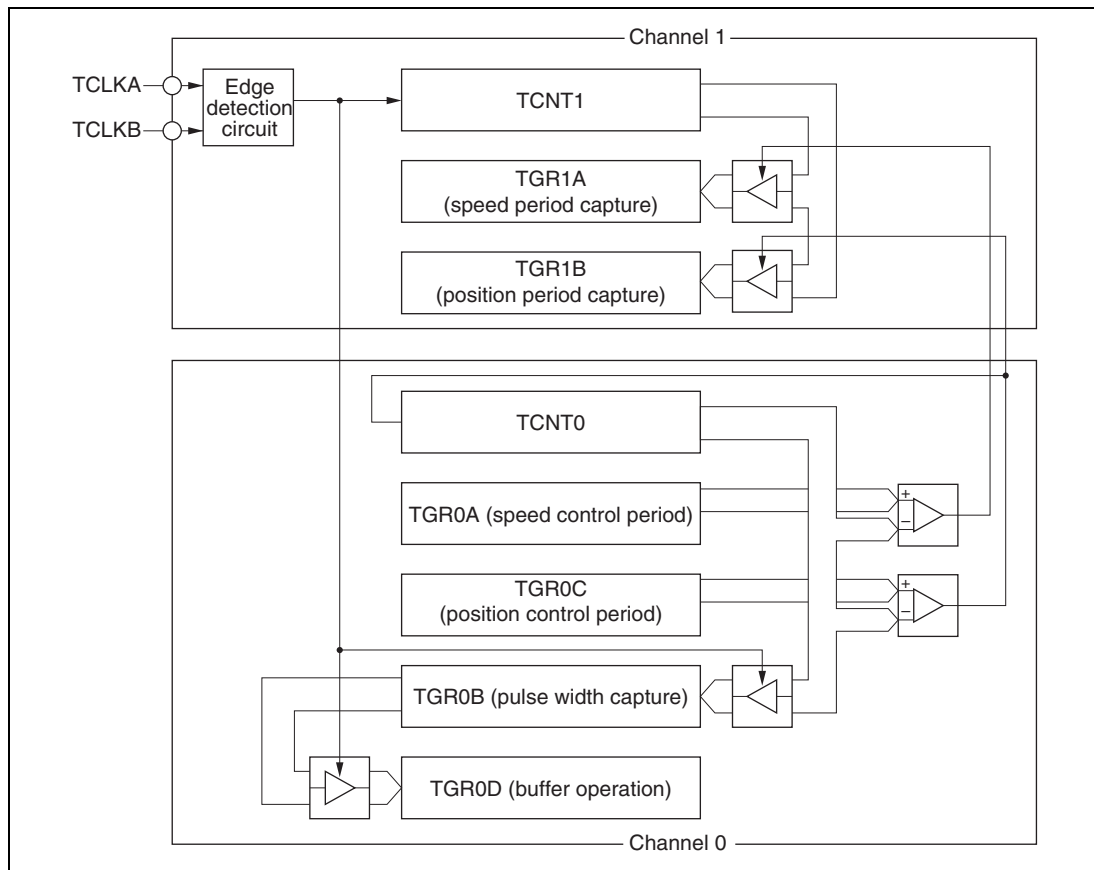 Channel 1
TCLKA
TCLKB
Edge
detection
circuit
TCNT1
TGR1A
(speed period capture)
TGR1B
(position period capture)
TCNT0
TGR0A (speed control period)
+
−
TGR0C
(position control period)
+
−
TGR0B (pulse width capture)
TGR0D (buffer operation)
Channel 0